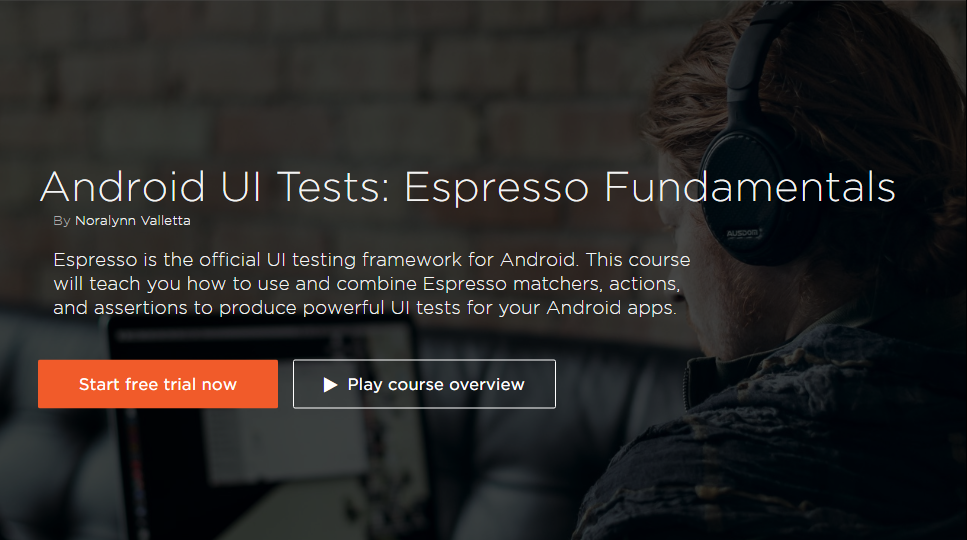 Android UI Tests: Espresso Fundamentals
By Noralynn Valletta
Espresso is the official UI testing framework for Android. This course
will teach you how to use and combine Espresso matchers, actions,
and assertions to produce powerful UI tests for your Android apps.
Start free trial now
Play course overview
AUSDOM